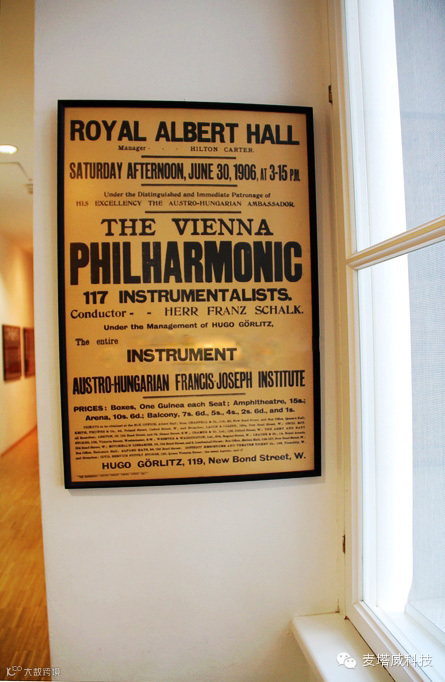 ROYAL ALBERT HALL
Manager - - HILTON CARTER.
SATURDAY AFTERNOON, JUNE 30, 1906, AT 3-15 P.M.
Under the Distinguished and Immediate Patronage of
HIS EXCELLENCY THE AUSTRO-HUNGARIAN AMBASSADOR.
THE VIENNA
PHILHARMONIC
117 INSTRUMENTALISTS.
Conductor - - HERR FRANZ SCHALK.
Under the Management of HUGO GÖRLITZ,
The entire
INSTRUMENT
AUSTRO-HUNGARIAN FRANCIS JOSEPH INSTITUTE
PRICES: Boxes, One Guinea each Seat; Amphitheatre, 15s.;
Arena, 10s. 6d.; Balcony, 7s. 6d., 5s., 4s., 2s. 6d., and 1s.
HUGO GÖRLITZ, 119, New Bond Street, W.
麦塔威科技
大数跨境